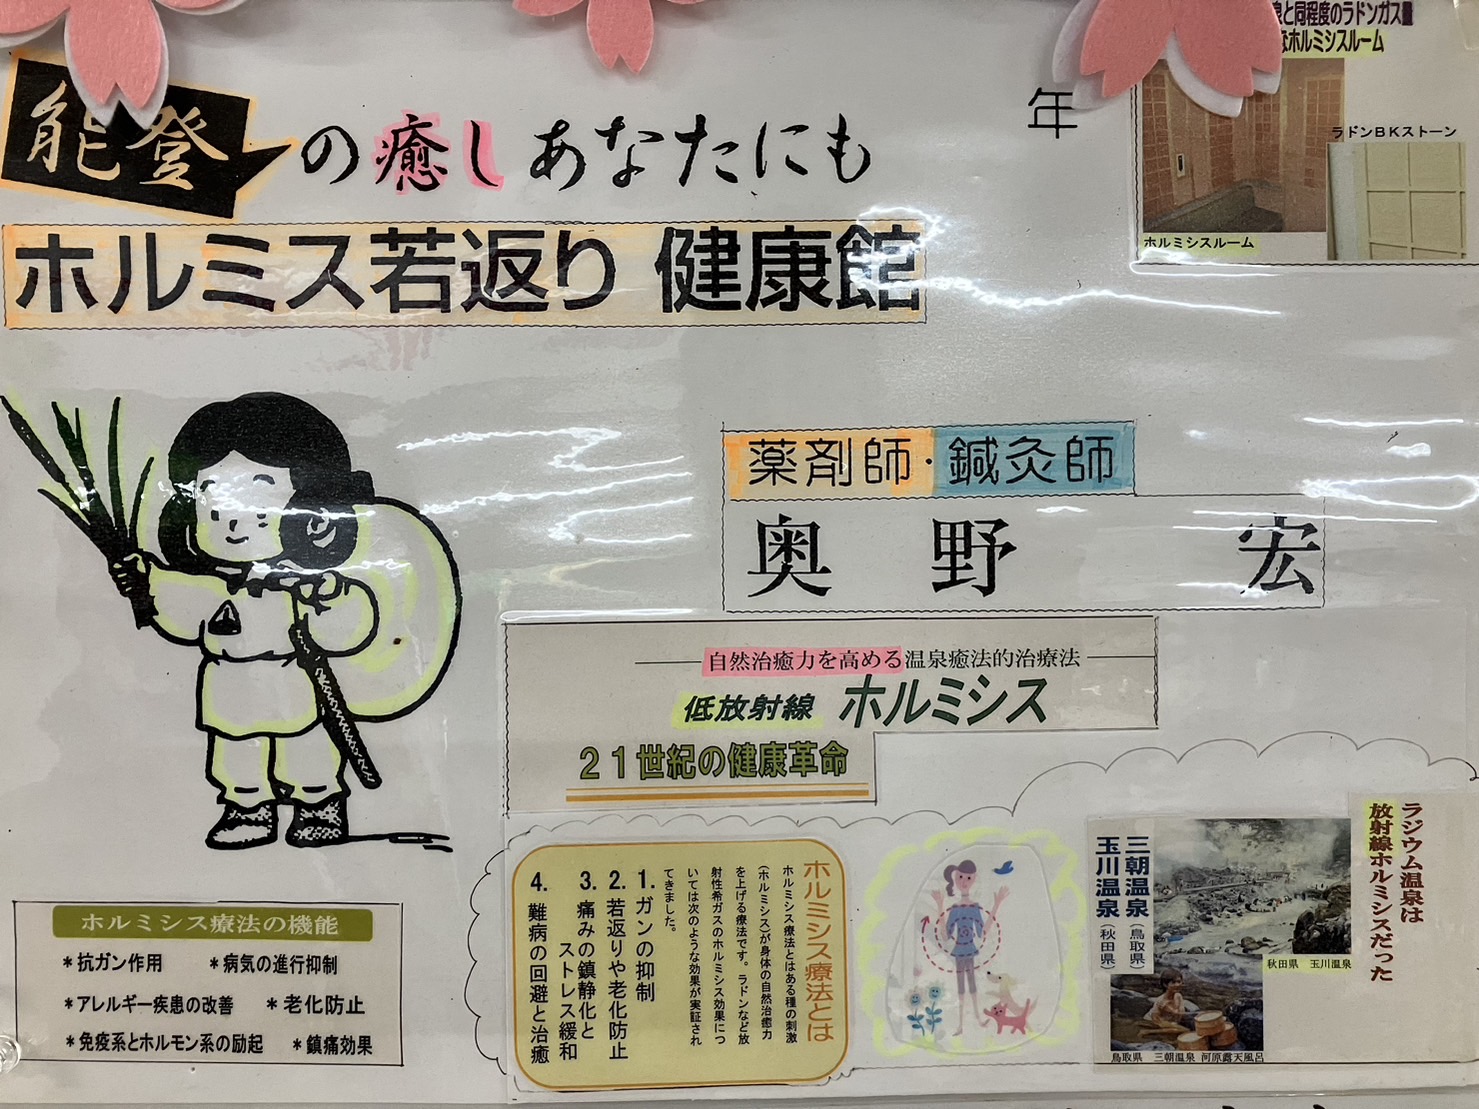 能登の癒しあなたにも
ホルミス若返り 健康館
年
泉と同程度のラドンガス量
なホルミシスルーム
ラドンBKストーン
ホルミシスルーム
薬剤師・鍼灸師
奥野 宏
自然治癒力を高める温泉癒法的治療法
低放射線 ホルミシス
21世紀の健康革命
ホルミシス療法の機能
*抗ガン作用 *病気の進行抑制
*アレルギー疾患の改善 *老化防止
*免疫系とホルモン系の励起 *鎮痛効果
ホルミシス療法とは
ホルミシス療法とはある種の刺激
(ホルミシス)が身体の自然治癒力
を上げる療法です。ラドンなど放
射性希ガスのホルミシス効果につ
いては次のような効果が実証され
てきました。
1. ガンの抑制
2. 若返りや老化防止
3. 痛みの鎮静化と
ストレス緩和
4. 難病の回避と治癒
ラジウム温泉は
放射線ホルミシスだった
三朝温泉(鳥取県)
玉川温泉(秋田県)
秋田県 玉川温泉
鳥取県 三朝温泉 河原露天風呂